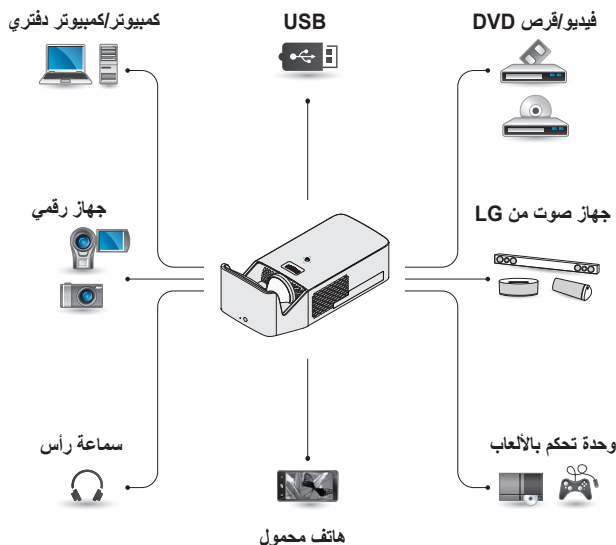 فيديو/قرص DVD
USB
كمبيوتر/كمبيوتر دفتري
جهاز صوت من LG
جهاز رقمي
وحدة تحكم بالألعاب
سماعة رأس
هاتف محمول